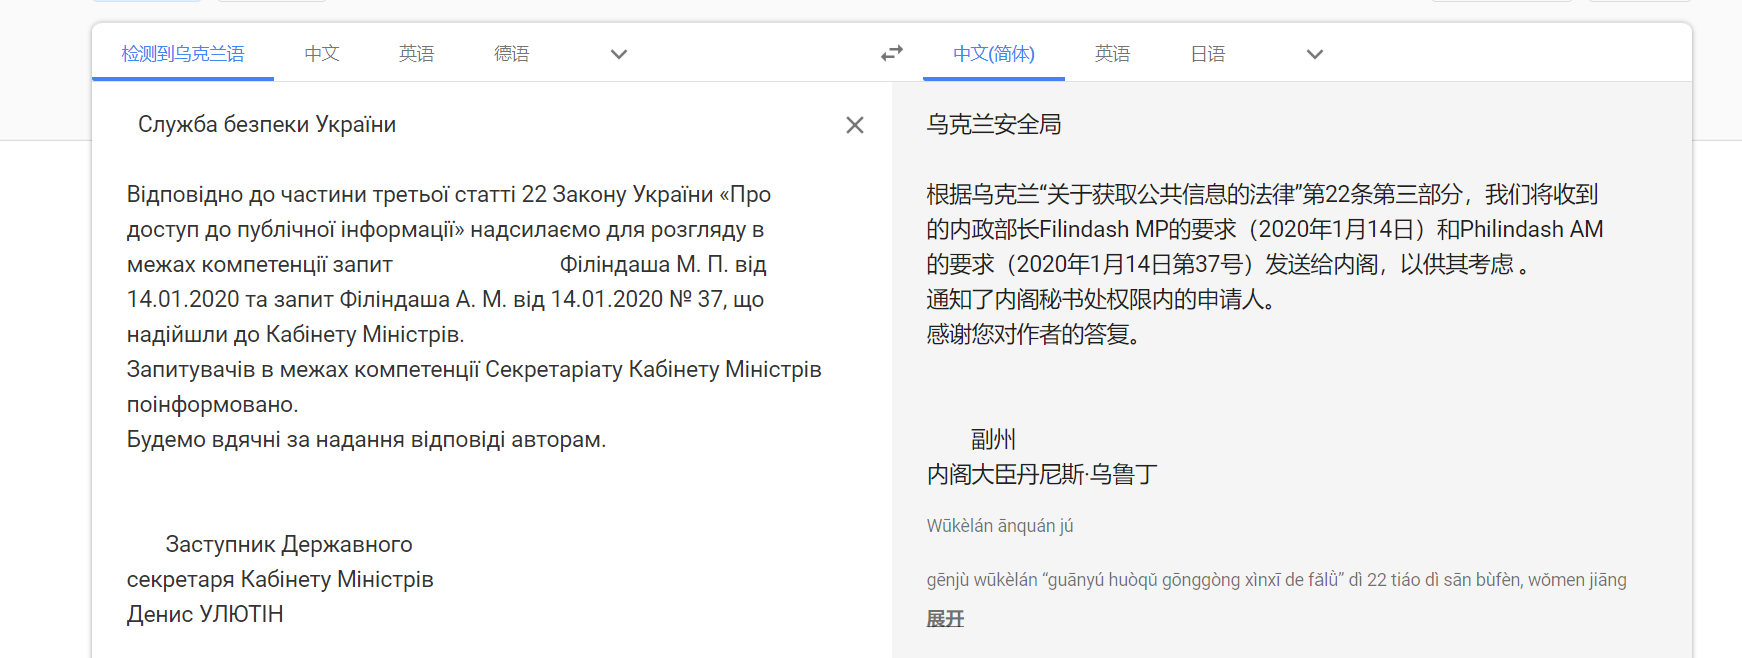 检测到乌克兰语 中文 英语 德语 中文(简体) 英语 日语
Служба безпеки України
Відповідно до частини третьої статті 22 Закону України «Про
доступ до публічної інформації» надсилаємо для розгляду в
межах компетенції запит Філіндаша М. П. від
14.01.2020 та запит Філіндаша А. М. від 14.01.2020 № 37, що
надійшли до Кабінету Міністрів.
Запитувачів в межах компетенції Секретаріату Кабінету Міністрів
поінформовано.
Будемо вдячні за надання відповіді авторам.
Заступник Державного
секретаря Кабінету Міністрів
Денис УЛЮТІН
乌克兰安全局
根据乌克兰“关于获取公共信息的法律”第22条第三部分，我们将收到
的内政部长Filindash MP的要求（2020年1月14日）和Philindash AM
的要求（2020年1月14日第37号）发送给内阁，以供其考虑 。
通知了内阁秘书处权限内的申请人。
感谢您对作者的答复。
副州
内阁大臣丹尼斯·乌鲁丁
Wūkèlán ānquán jú
gēnjù wūkèlán “guānyú huòqǔ gōnggòng xìnxī de fǎlǜ” dì 22 tiáo dì sān bùfèn, wǒmen jiāng
展开